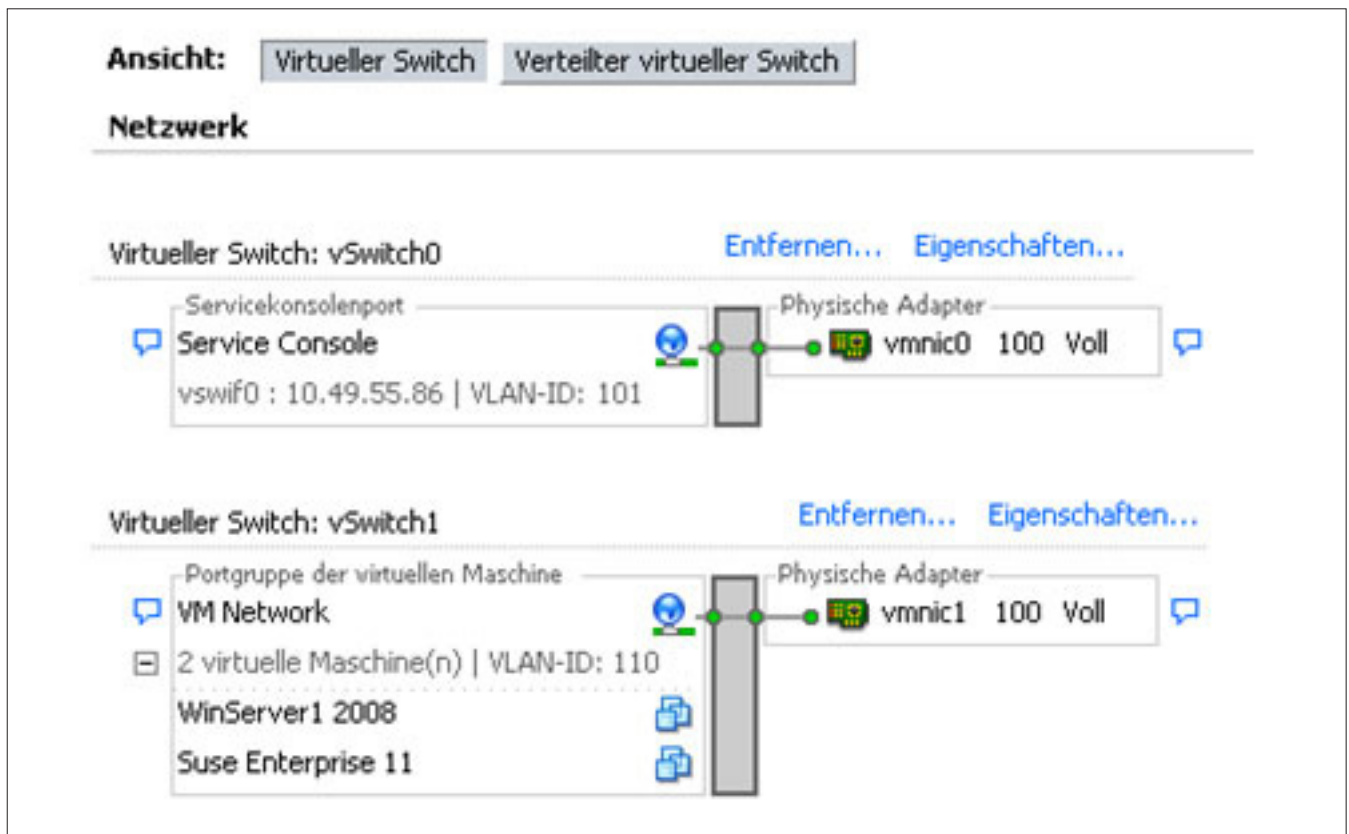 Ansicht: Virtueller Switch Verteilter virtueller Switch
Netzwerk
Virtueller Switch: vSwitch0 Entfernen... Eigenschaften...
Servicekonsolenport Physische Adapter
Service Console vmnic0 100 Voll
vswif0 : 10.49.55.86 | VLAN-ID: 101
Virtueller Switch: vSwitch1 Entfernen... Eigenschaften...
Portgruppe der virtuellen Maschine Physische Adapter
VM Network vmnic1 100 Voll
2 virtuelle Maschine(n) | VLAN-ID: 110
WinServer1 2008
Suse Enterprise 11